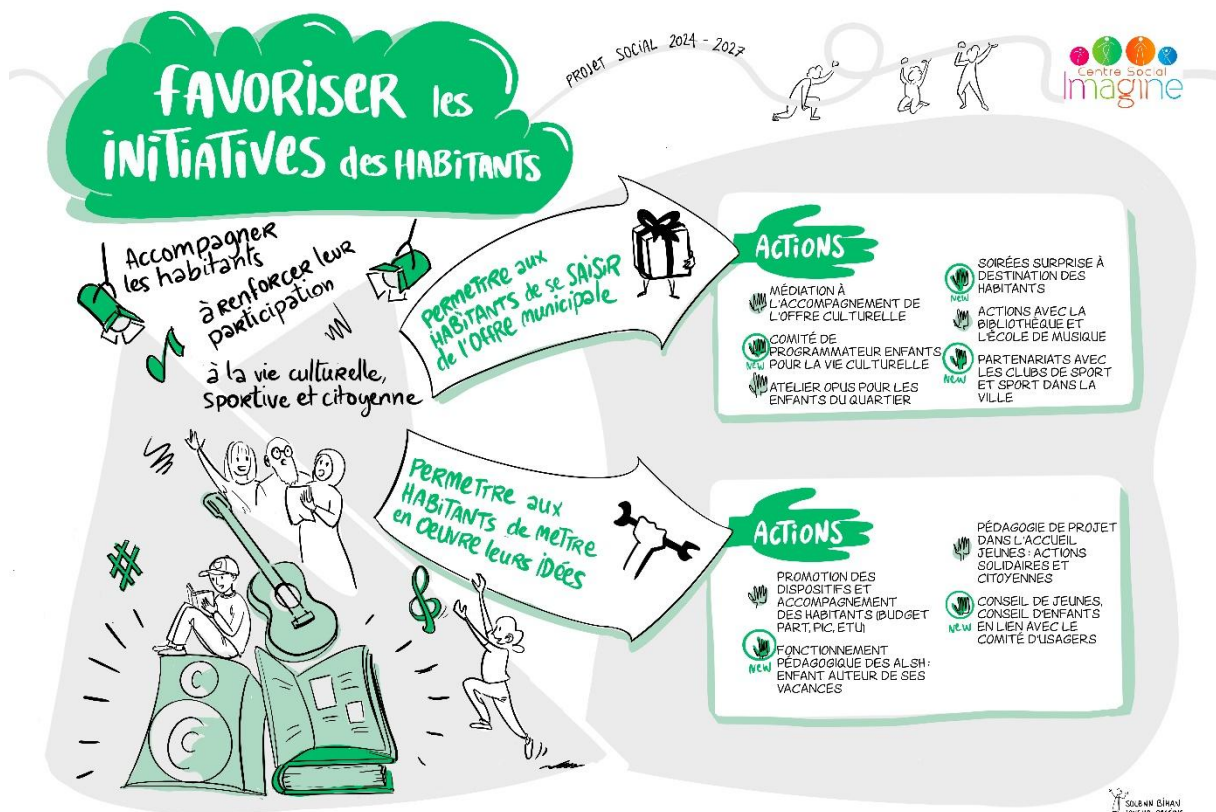 FAVORISER les
INITIATIVES des HABITANTS
PROJET SOCIAL 2024 - 2027
Centre Social
Imagine
Accompagner
les habitants
à renforcer leur
participation
à la vie culturelle,
sportive et citoyenne
PERMETTRE AUX
HABITANTS de se SAISIR
de l'OFFRE municipale
ACTIONS
MÉDIATION À
L'ACCOMPAGNEMENT DE
L'OFFRE CULTURELLE
COMITÉ DE
PROGRAMMATEUR ENFANTS
POUR LA VIE CULTURELLE
NEW
ATELIER OPUS POUR LES
ENFANTS DU QUARTIER
SOIRÉES SURPRISE À
DESTINATION DES
HABITANTS
NEW
ACTIONS AVEC LA
BIBLIOTHÈQUE ET
L'ÉCOLE DE MUSIQUE
PARTENARIATS AVEC
LES CLUBS DE SPORT
ET SPORT DANS LA
VILLE
NEW
PERMETTRE AUX
HABITANTS de METTRE
en OEUVRE leurs IDÉES
ACTIONS
PROMOTION DES
DISPOSITIFS ET
ACCOMPAGNEMENT
DES HABITANTS (BUDGET
PART, PIC, ETU)
FONCTIONNEMENT
PÉDAGOGIQUE DES ALSH :
ENFANT AUTEUR DE SES
VACANCES
NEW
PÉDAGOGIE DE PROJET
DANS L'ACCUEIL
JEUNES : ACTIONS
SOLIDAIRES ET
CITOYENNES
CONSEIL DE JEUNES,
CONSEIL D'ENFANTS
EN LIEN AVEC LE
COMITÉ D'USAGERS
NEW
SOLENN BIHAN